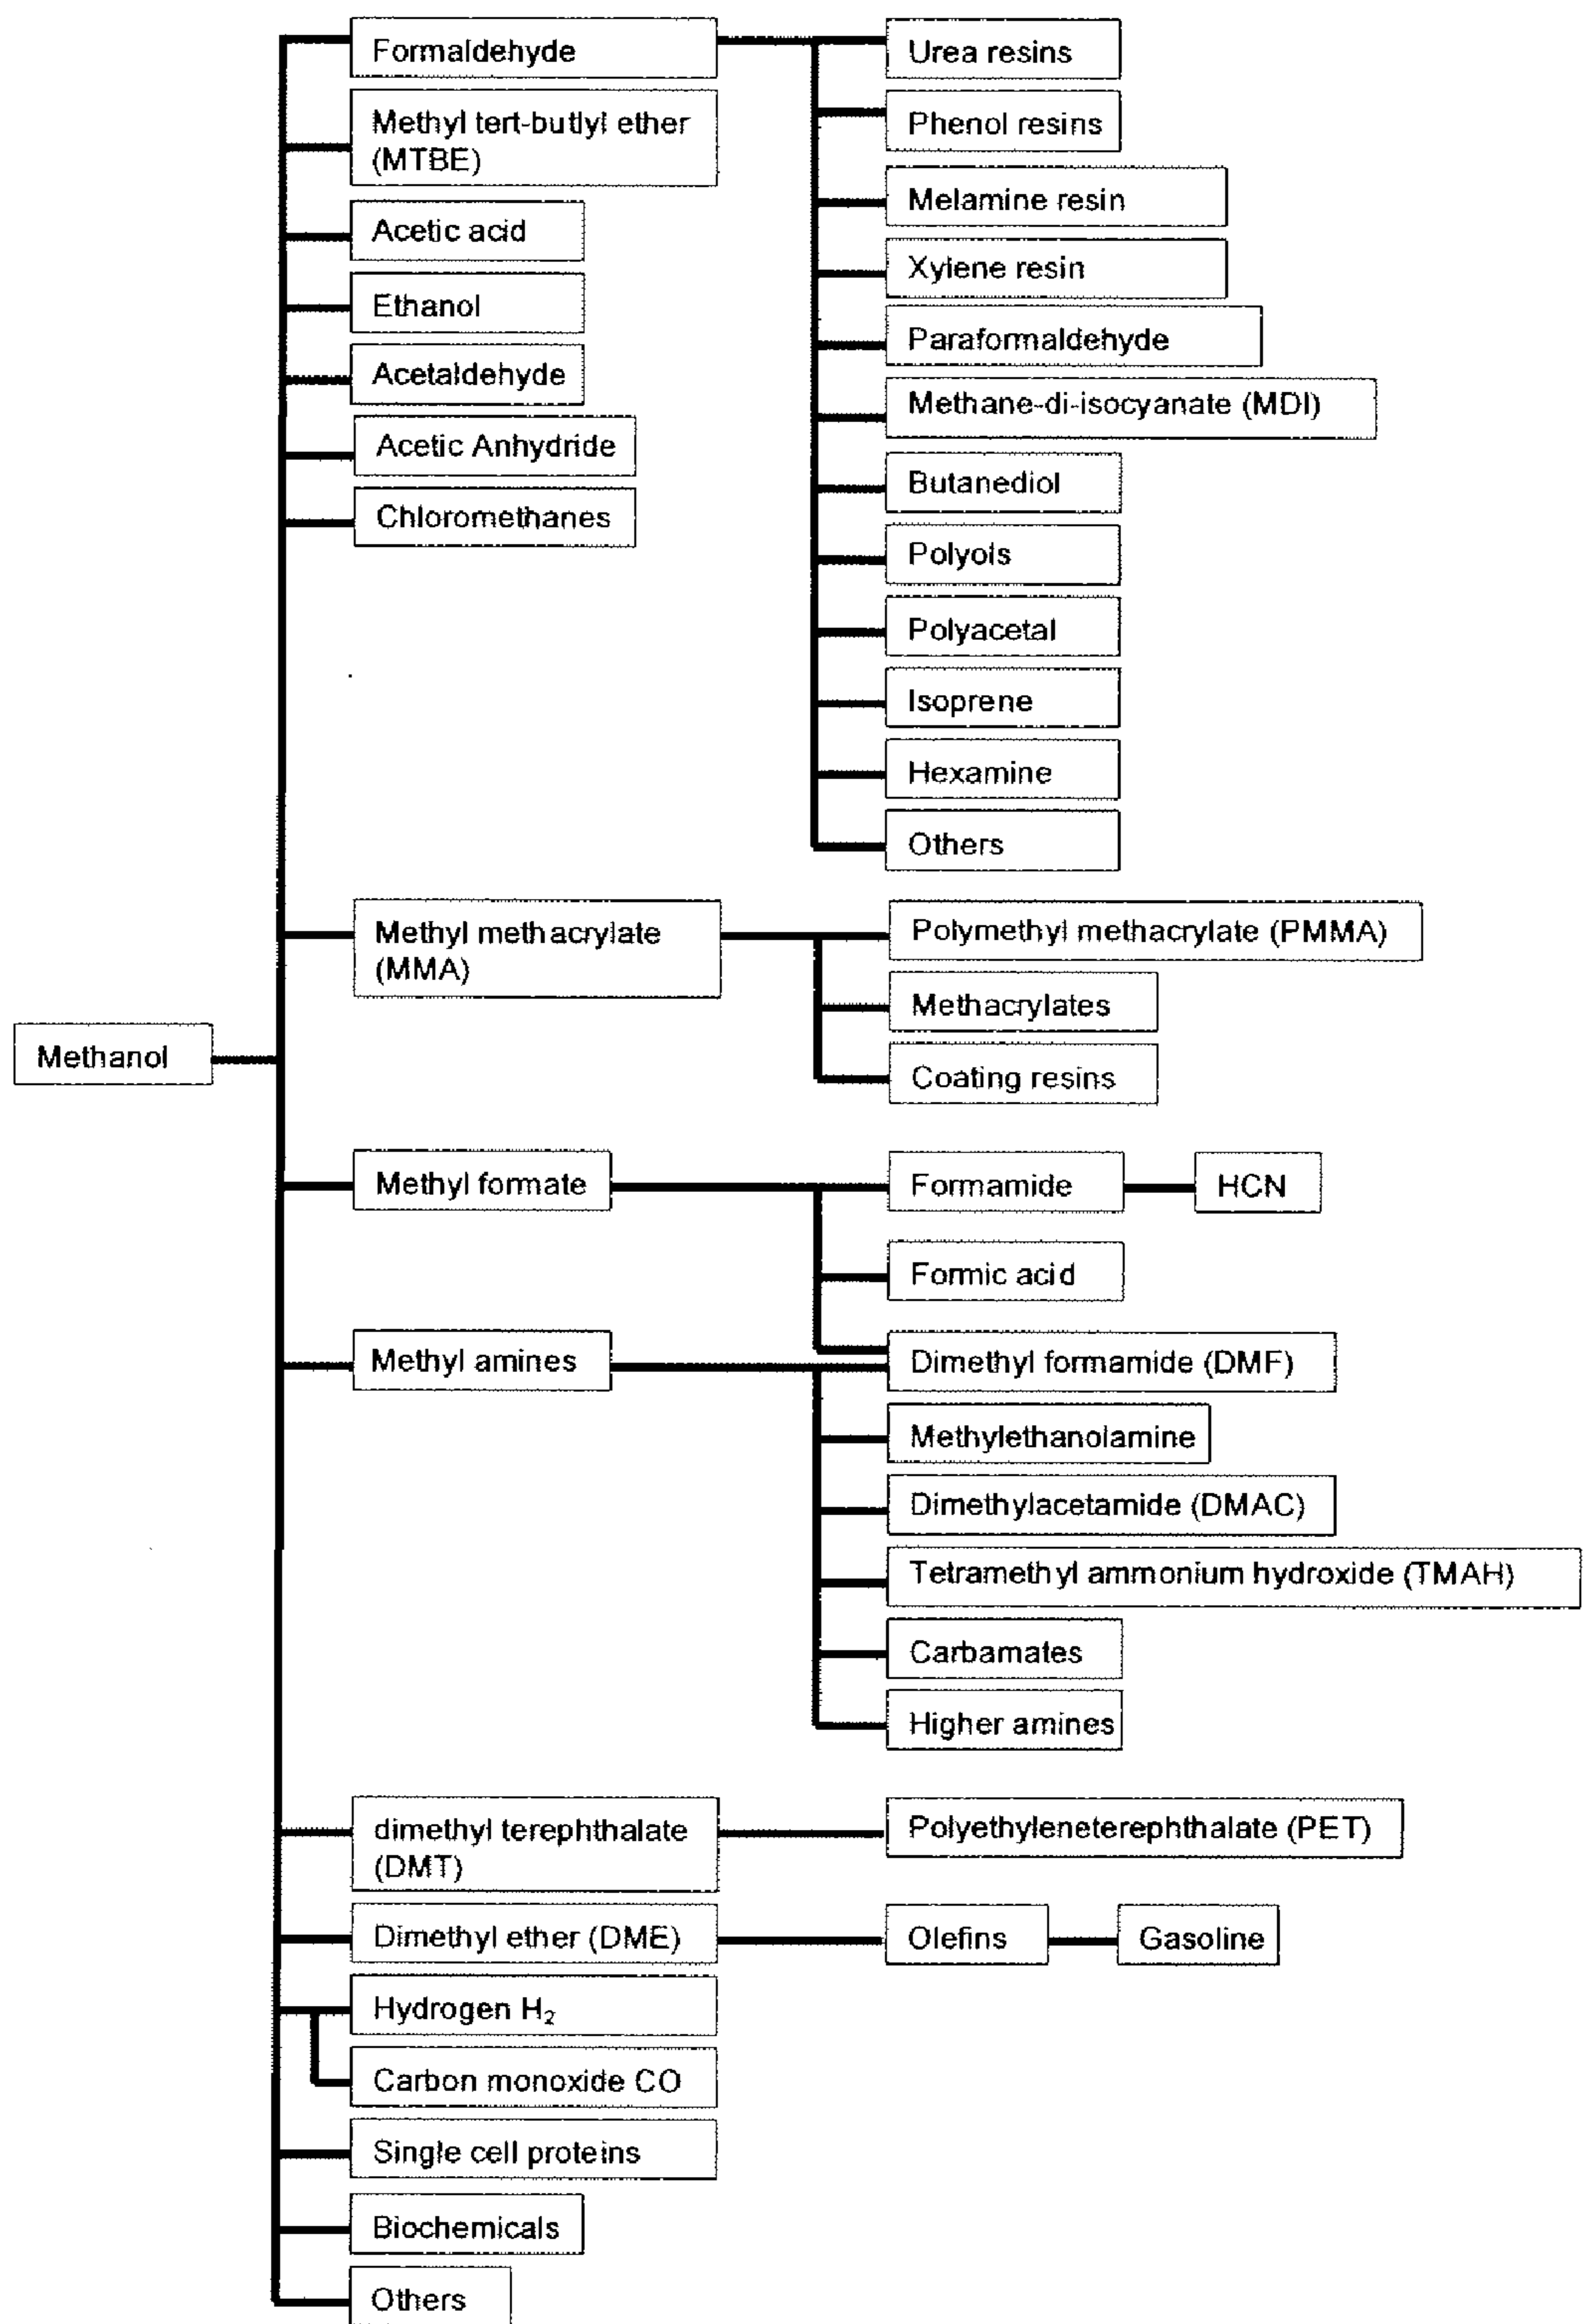 Formaldehyde
Urea resins
Methyl tert-butlyl ether
(MTBE)
Phenol resins
Acetic acid
Melamine resin
Ethanol
Xylene resin
Acetaldehyde
Paraformaldehyde
Acetic Anhydride
Methane-di-isocyanate (MDI)
Chloromethanes
Butanediol
Polyols
Polyacetal
Isoprene
Hexamine
Others
Methyl methacrylate
(MMA)
Polymethyl methacrylate (PMMA)
Methacrylates
Methanol
Coating resins
Methyl formate
Formamide
HCN
Formic acid
Methyl amines
Dimethyl formamide (DMF)
Methylethanolamine
Dimethylacetamide (DMAC)
Tetramethyl ammonium hydroxide (TMAH)
Carbamates
Higher amines
dimethyl terephthalate
(DMT)
Polyethyleneterephthalate (PET)
Dimethyl ether (DME)
Olefins
Gasoline
Hydrogen H₂
Carbon monoxide CO
Single cell proteins
Biochemicals
Others